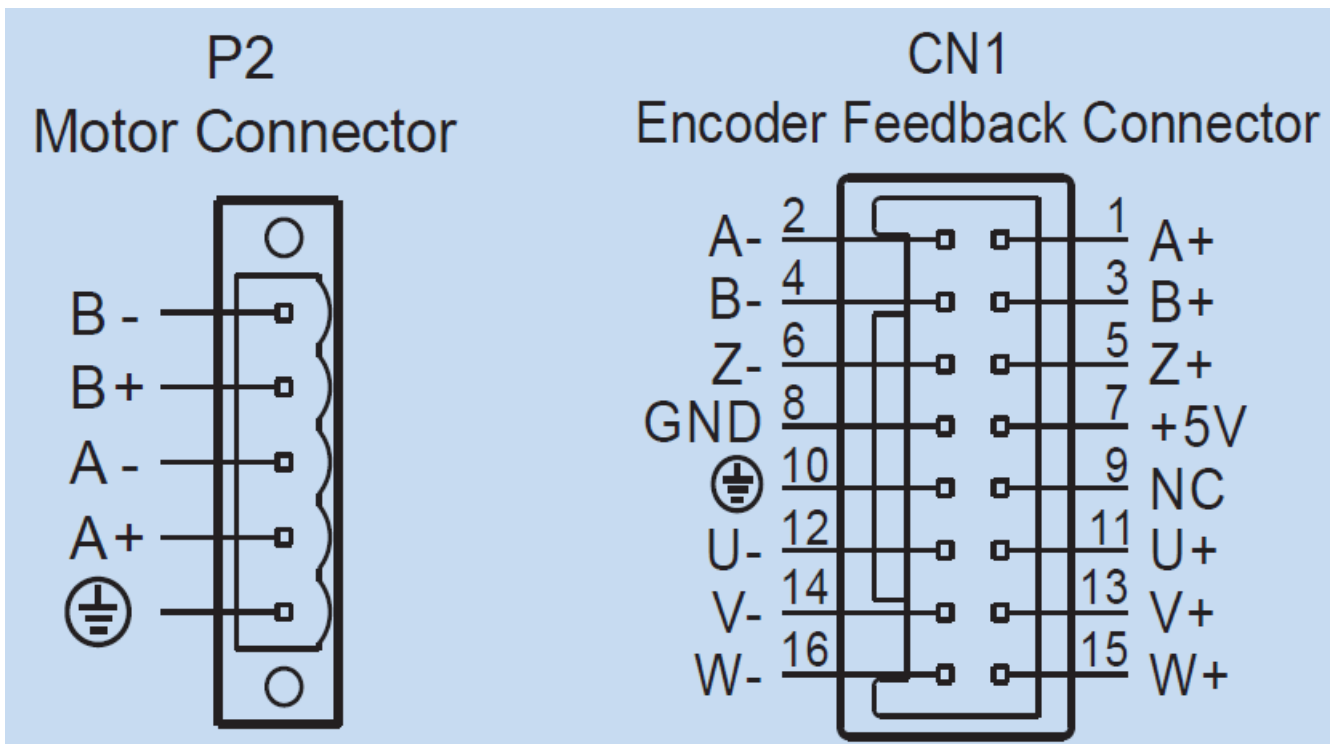 P2
Motor Connector
B -
B+
A -
A+
CN1
Encoder Feedback Connector
A- 2 1 A+
B- 4 3 B+
Z- 6 5 Z+
GND 8 7 +5V
10 9 NC
U- 12 11 U+
V- 14 13 V+
W- 16 15 W+